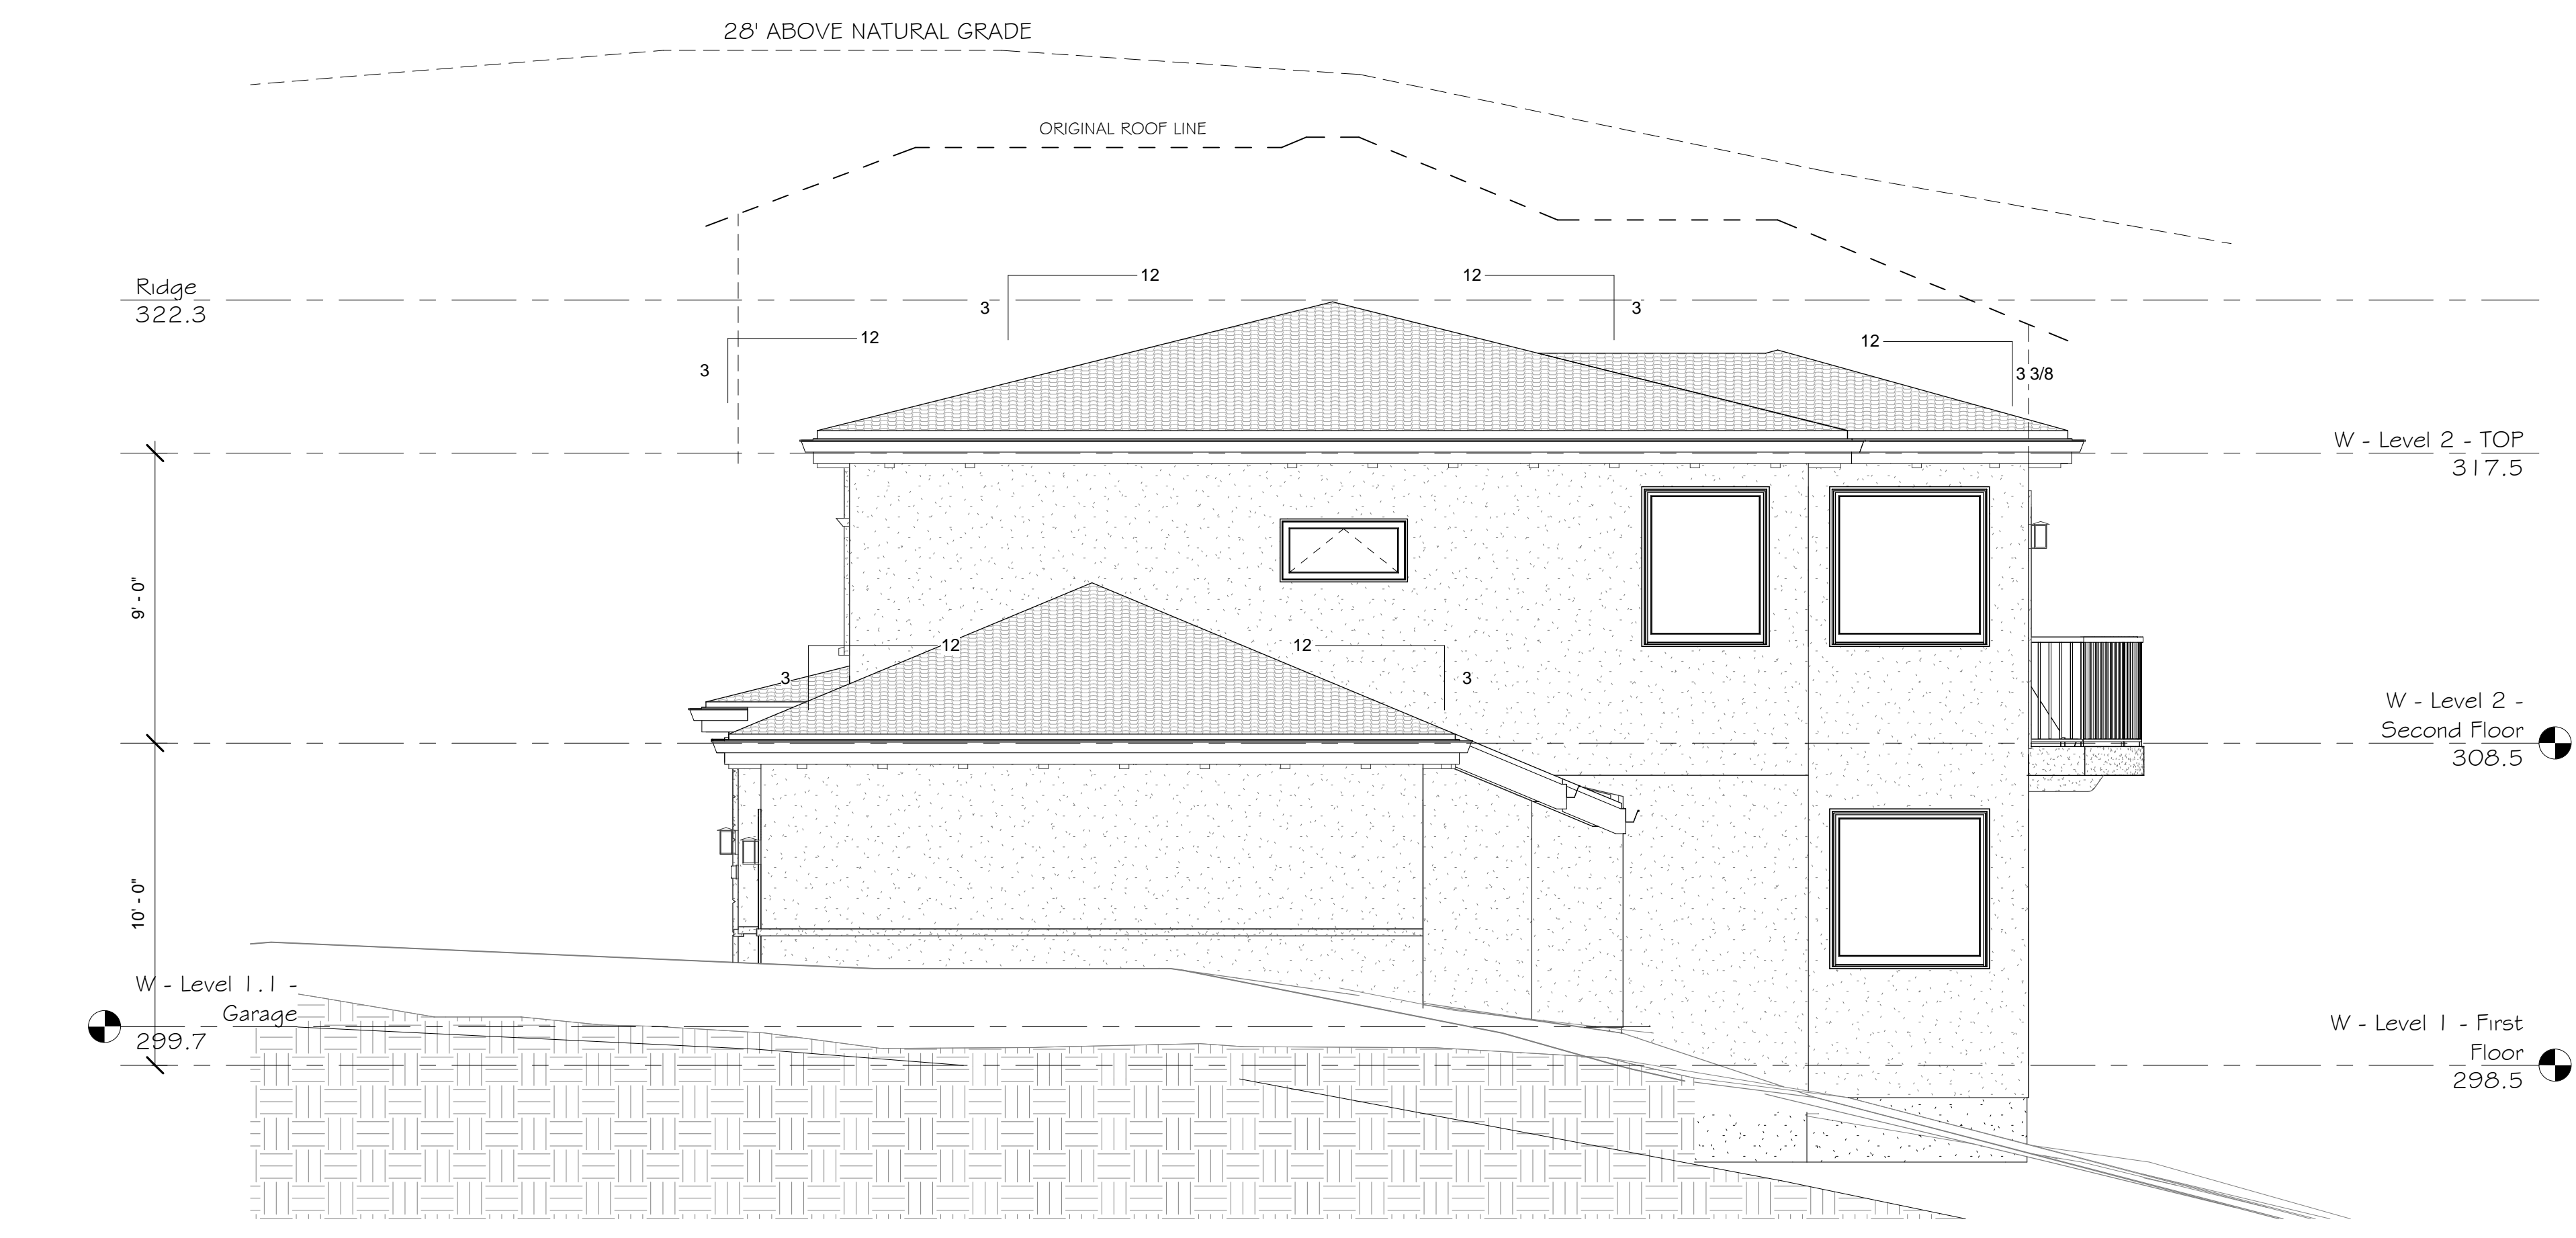 28' ABOVE NATURAL GRADE
ORIGINAL ROOF LINE
12
12
Ridge
322.3
3
3
12
12
3
3 3/8
W - Level 2 - TOP
317.5
9' - 0"
12
12
3
3
W - Level 2 -
Second Floor
308.5
10' - 0"
W - Level 1.1 -
Garage
299.7
W - Level 1 - First
Floor
298.5